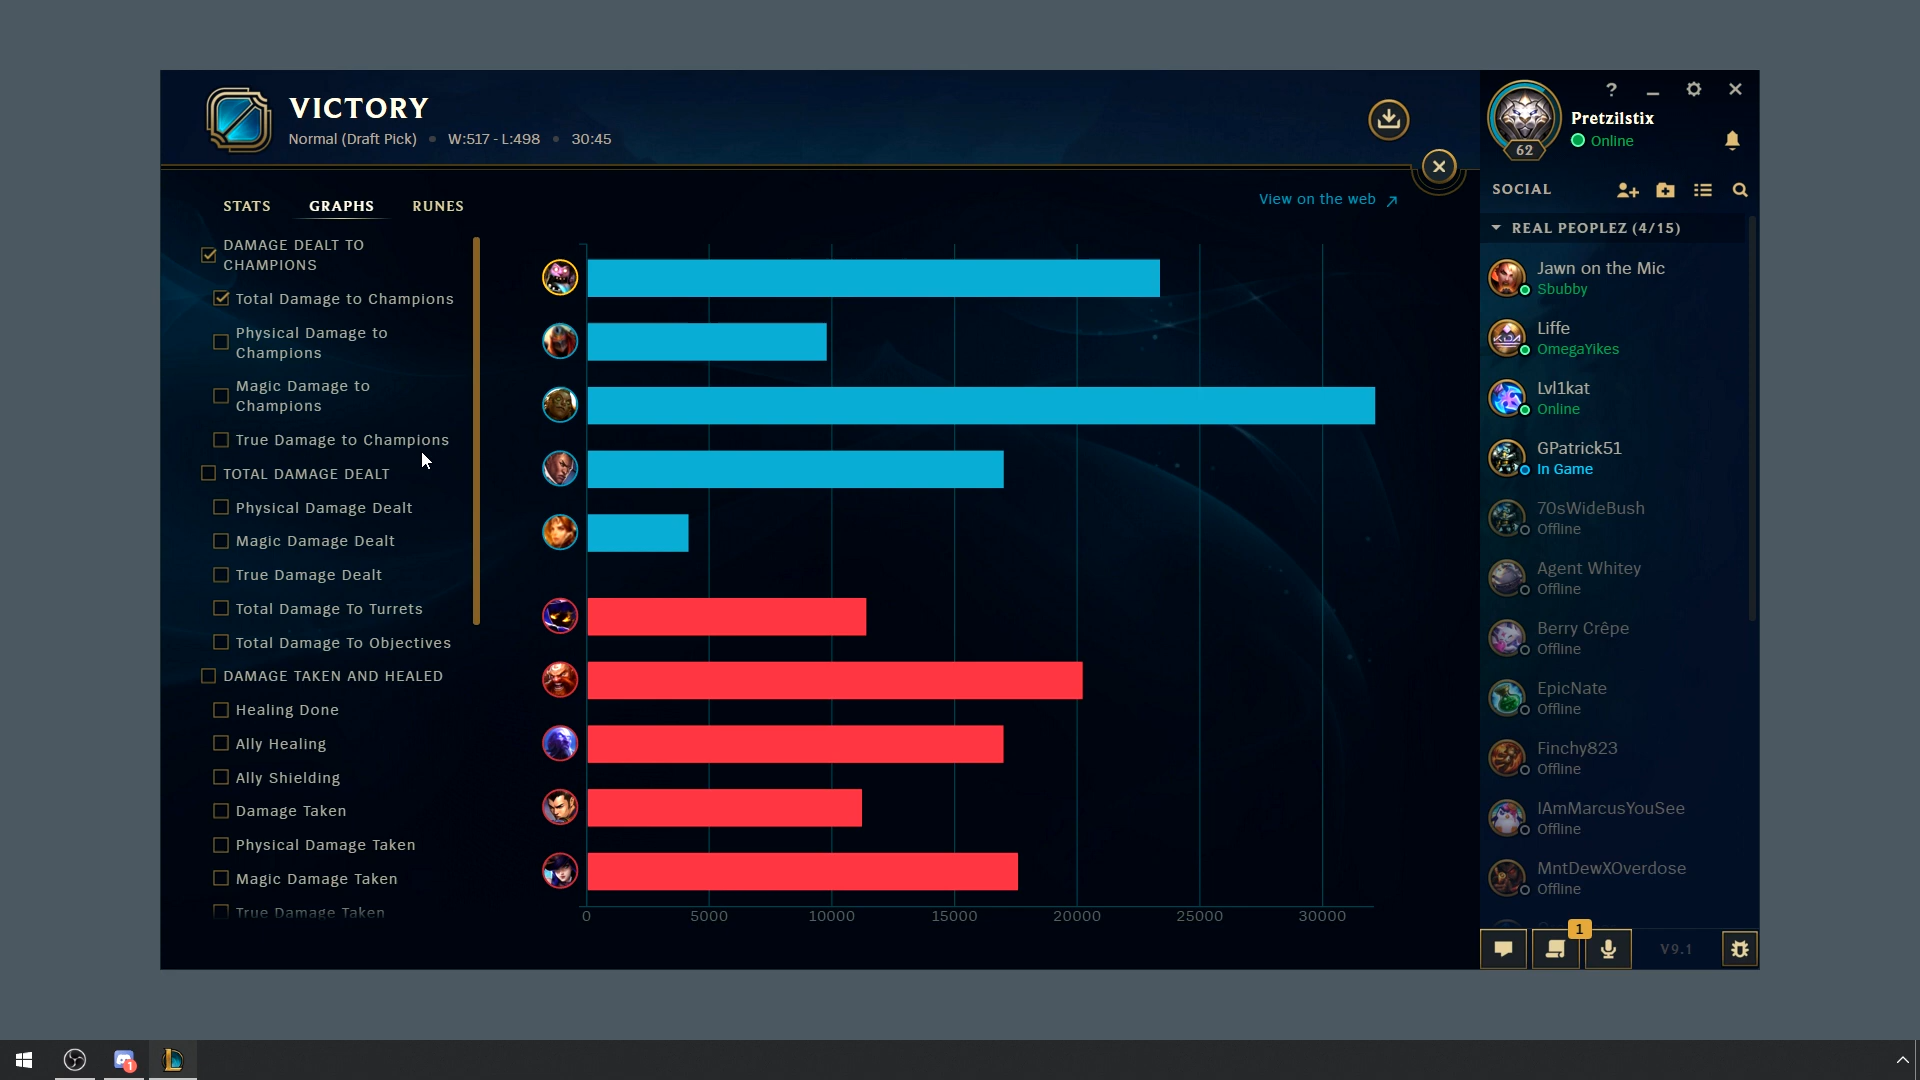 VICTORY
Normal (Draft Pick) • W:517 - L:498 • 30:45
STATS GRAPHS RUNES
View on the web
DAMAGE DEALT TO
CHAMPIONS
Total Damage to Champions
Physical Damage to
Champions
Magic Damage to
Champions
True Damage to Champions
TOTAL DAMAGE DEALT
Physical Damage Dealt
Magic Damage Dealt
True Damage Dealt
Total Damage To Turrets
Total Damage To Objectives
DAMAGE TAKEN AND HEALED
Healing Done
Ally Healing
Ally Shielding
Damage Taken
Physical Damage Taken
Magic Damage Taken
True Damage Taken
0 5000 10000 15000 20000 25000 30000
?
Pretzilstix
Online
62
SOCIAL
REAL PEOPLEZ (4/15)
Jawn on the Mic
Sbubby
Liffe
OmegaYikes
Lvl1kat
Online
GPatrick51
In Game
70sWideBush
Offline
Agent Whitey
Offline
Berry Crêpe
Offline
EpicNate
Offline
Finchy823
Offline
IAmMarcusYouSee
Offline
MntDewXOverdose
Offline
1
V9.1
1